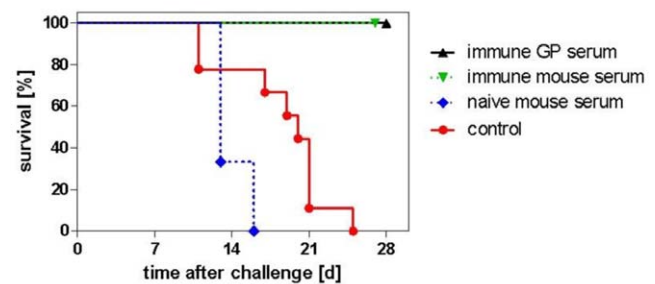 100
80
60
40
20
0
survival [%]
0 7 14 21 28
time after challenge [d]
immune GP serum
immune mouse serum
naive mouse serum
control